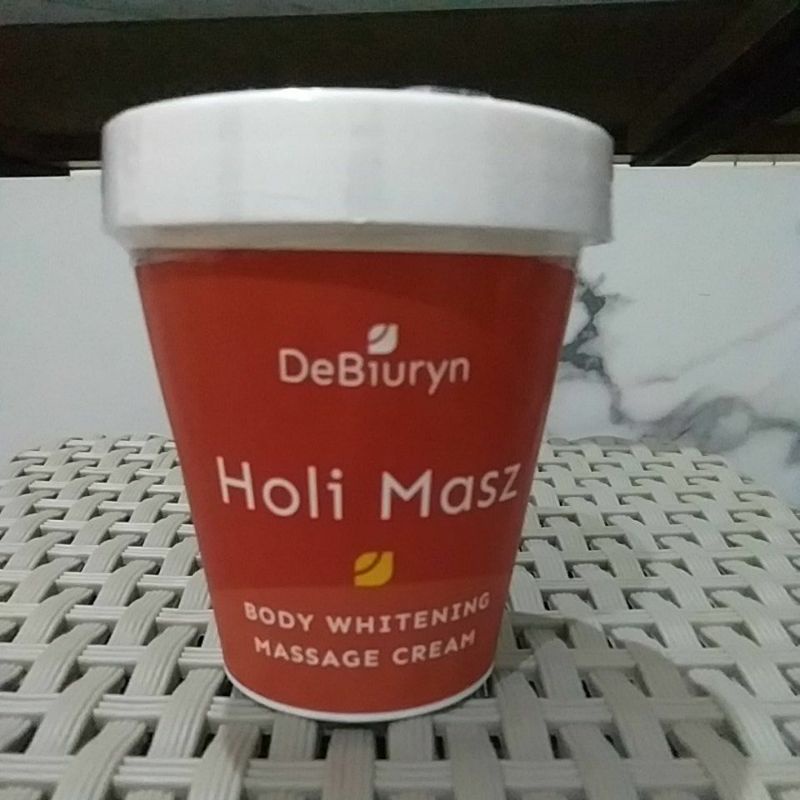 DeBiuryn
Holi Masz
BODY WHITENING
MASSAGE CREAM